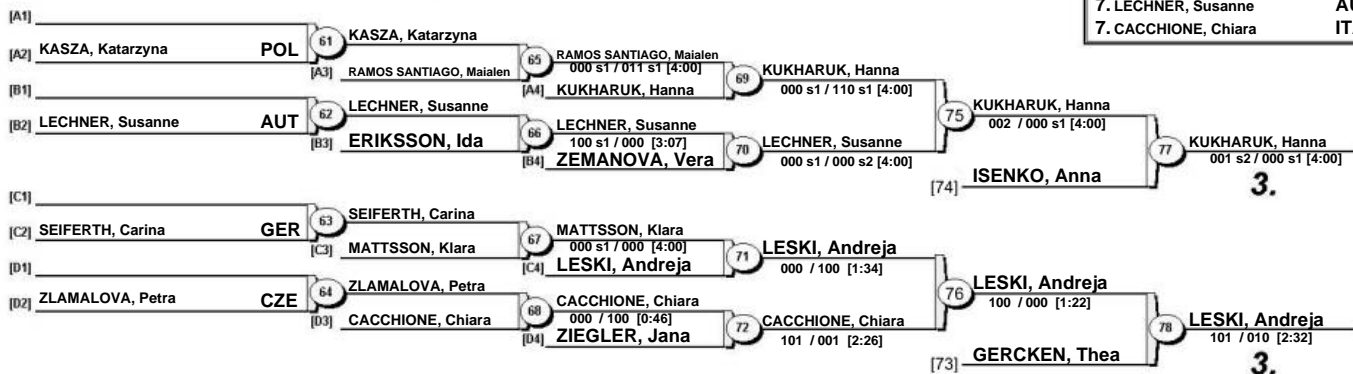 7. LECHNER, Susanne
7. CACCHIONE, Chiara
[A1]
[A2] KASZA, Katarzyna POL
61
KASZA, Katarzyna
[A3] RAMOS SANTIAGO, Maialen
65
RAMOS SANTIAGO, Maialen
000 s1 / 011 s1 [4:00]
[A4] KUKHARUK, Hanna
69
KUKHARUK, Hanna
000 s1 / 110 s1 [4:00]
[B1]
[B2] LECHNER, Susanne AUT
62
LECHNER, Susanne
[B3] ERIKSSON, Ida
66
LECHNER, Susanne
100 s1 / 000 [3:07]
[B4] ZEMANOVA, Vera
70
LECHNER, Susanne
000 s1 / 000 s2 [4:00]
75
KUKHARUK, Hanna
002 / 000 s1 [4:00]
[74] ISENKO, Anna
77
KUKHARUK, Hanna
001 s2 / 000 s1 [4:00]
3.
[C1]
[C2] SEIFERTH, Carina GER
63
SEIFERTH, Carina
[C3] MATTSSON, Klara
67
MATTSSON, Klara
000 s1 / 000 [4:00]
[C4] LESKI, Andreja
71
LESKI, Andreja
000 / 100 [1:34]
[D1]
[D2] ZLAMALOVA, Petra CZE
64
ZLAMALOVA, Petra
[D3] CACCHIONE, Chiara
68
CACCHIONE, Chiara
000 / 100 [0:46]
[D4] ZIEGLER, Jana
72
CACCHIONE, Chiara
101 / 001 [2:26]
76
LESKI, Andreja
100 / 000 [1:22]
[73] GERCKEN, Thea
78
LESKI, Andreja
101 / 010 [2:32]
3.